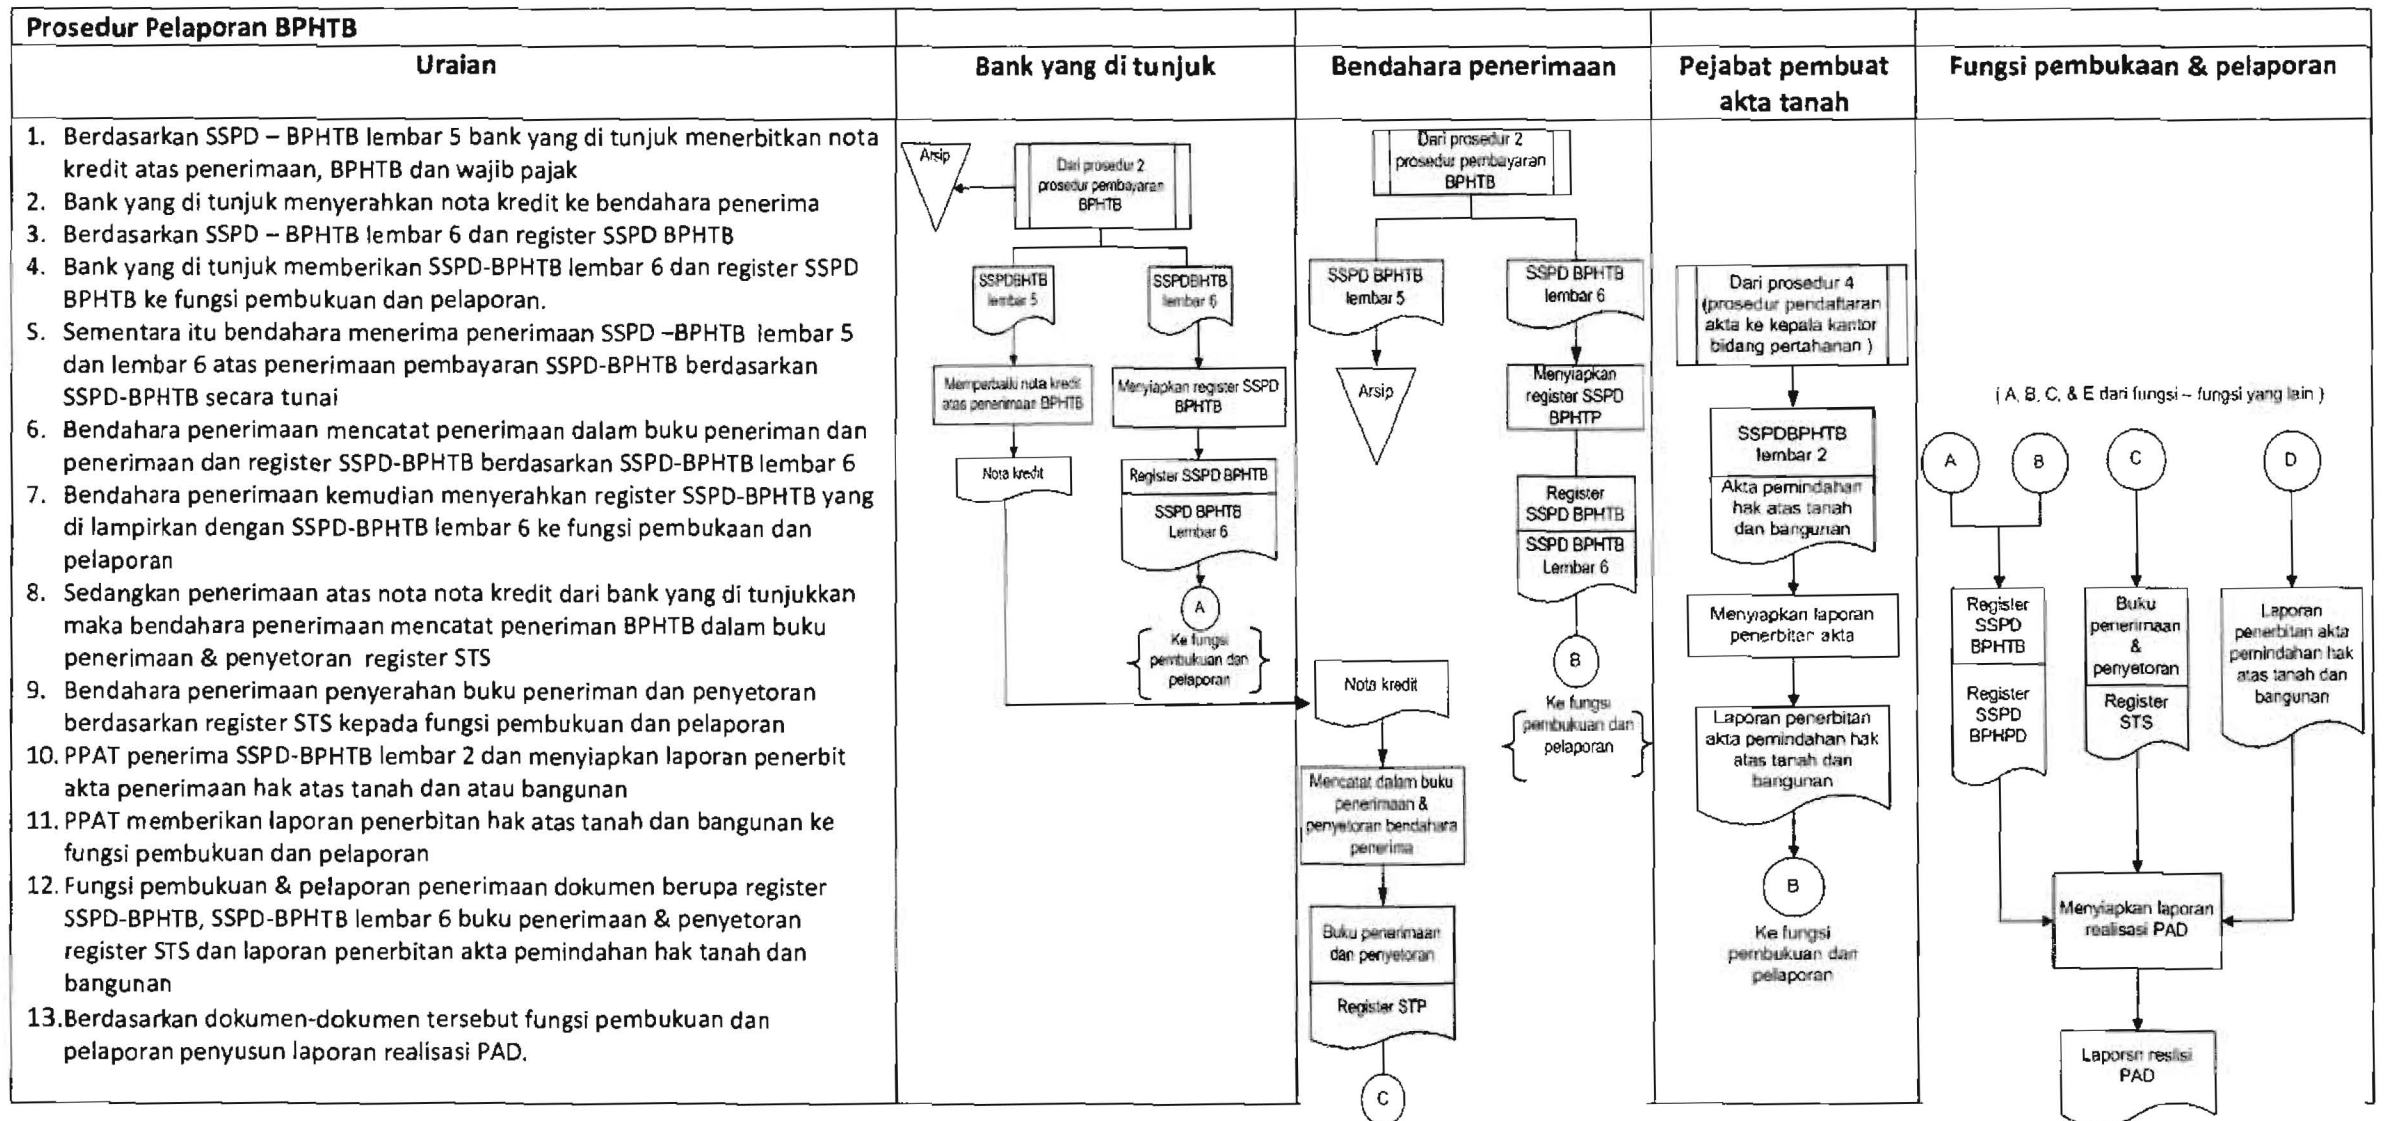 Prosedur Pelaporan BPHTB
Uraian
Bank yang di tunjuk
Bendahara penerimaan
Pejabat pembuat
akta tanah
Fungsi pembukaan & pelaporan
1. Berdasarkan SSPD – BPHTB lembar 5 bank yang di tunjuk menerbitkan nota
kredit atas penerimaan, BPHTB dan wajib pajak
2. Bank yang di tunjuk menyerahkan nota kredit ke bendahara penerima
3. Berdasarkan SSPD – BPHTB lembar 6 dan register SSPD BPHTB
4. Bank yang di tunjuk memberikan SSPD-BPHTB lembar 6 dan register SSPD
BPHTB ke fungsi pembukuan dan pelaporan.
5. Sementara itu bendahara menerima penerimaan SSPD –BPHTB lembar 5
dan lembar 6 atas penerimaan pembayaran SSPD-BPHTB berdasarkan
SSPD-BPHTB secara tunai
6. Bendahara penerimaan mencatat penerimaan dalam buku peneriman dan
penerimaan dan register SSPD-BPHTB berdasarkan SSPD-BPHTB lembar 6
7. Bendahara penerimaan kemudian menyerahkan register SSPD-BPHTB yang
di lampirkan dengan SSPD-BPHTB lembar 6 ke fungsi pembukaan dan
pelaporan
8. Sedangkan penerimaan atas nota nota kredit dari bank yang di tunjukkan
maka bendahara penerimaan mencatat peneriman BPHTB dalam buku
penerimaan & penyetoran register STS
9. Bendahara penerimaan penyerahan buku peneriman dan penyetoran
berdasarkan register STS kepada fungsi pembukuan dan pelaporan
10. PPAT penerima SSPD-BPHTB lembar 2 dan menyiapkan laporan penerbit
akta penerimaan hak atas tanah dan atau bangunan
11. PPAT memberikan laporan penerbitan hak atas tanah dan bangunan ke
fungsi pembukuan dan pelaporan
12. Fungsi pembukuan & pelaporan penerimaan dokumen berupa register
SSPD-BPHTB, SSPD-BPHTB lembar 6 buku penerimaan & penyetoran
register STS dan laporan penerbitan akta pemindahan hak tanah dan
bangunan
13.Berdasarkan dokumen-dokumen tersebut fungsi pembukuan dan
pelaporan penyusun laporan realisasi PAD.
Arsip
Dari prosedur 2
prosedur pembayaran
BPHTB
SSPDBHTB
lembar 5
SSPDBHTB
lembar 6
Memperbaiki nota kredit
atas penerimaan BPHTB
Menyiapkan register SSPD
BPHTB
Nota kredit
Register SSPD BPHTB
SSPD BPHTB
Lembar 6
A
Ke fungsi
pembukuan dan
pelaporan
Dari prosedur 2
prosedur pembayaran
BPHTB
SSPD BPHTB
lembar 5
SSPD BPHTB
lembar 6
Arsip
Menyiapkan
register SSPD
BPHTP
Register
SSPD BPHTB
SSPD BPHTB
Lembar 6
B
Ke fungsi
pembukuan dan
pelaporan
Nota kredit
Mencatat dalam buku
penerimaan &
penyetoran bendahara
penerima
Buku penerimaan
dan penyetoran
Register STP
C
Dari prosedur 4
(prosedur pendaftaran
akta ke kepala kantor
bidang pertahanan )
SSPDBPHTB
lembar 2
Akta pemindahan
hak atas tanah
dan bangunan
Menyiapkan laporan
penerbitan akta
Laporan penerbitan
akta pemindahan hak
atas tanah dan
bangunan
B
Ke fungsi
pembukuan dan
pelaporan
( A, B, C, & E dari fungsi – fungsi yang lain )
A
B
C
D
Register
SSPD
BPHTB
Register
SSPD
BPHPD
Buku
penerimaan
&
penyetoran
Register
STS
Laporan
penerbitan akta
pemindahan hak
atas tanah dan
bangunan
Menyiapkan laporan
realisasi PAD
Laporsn reslisi
PAD